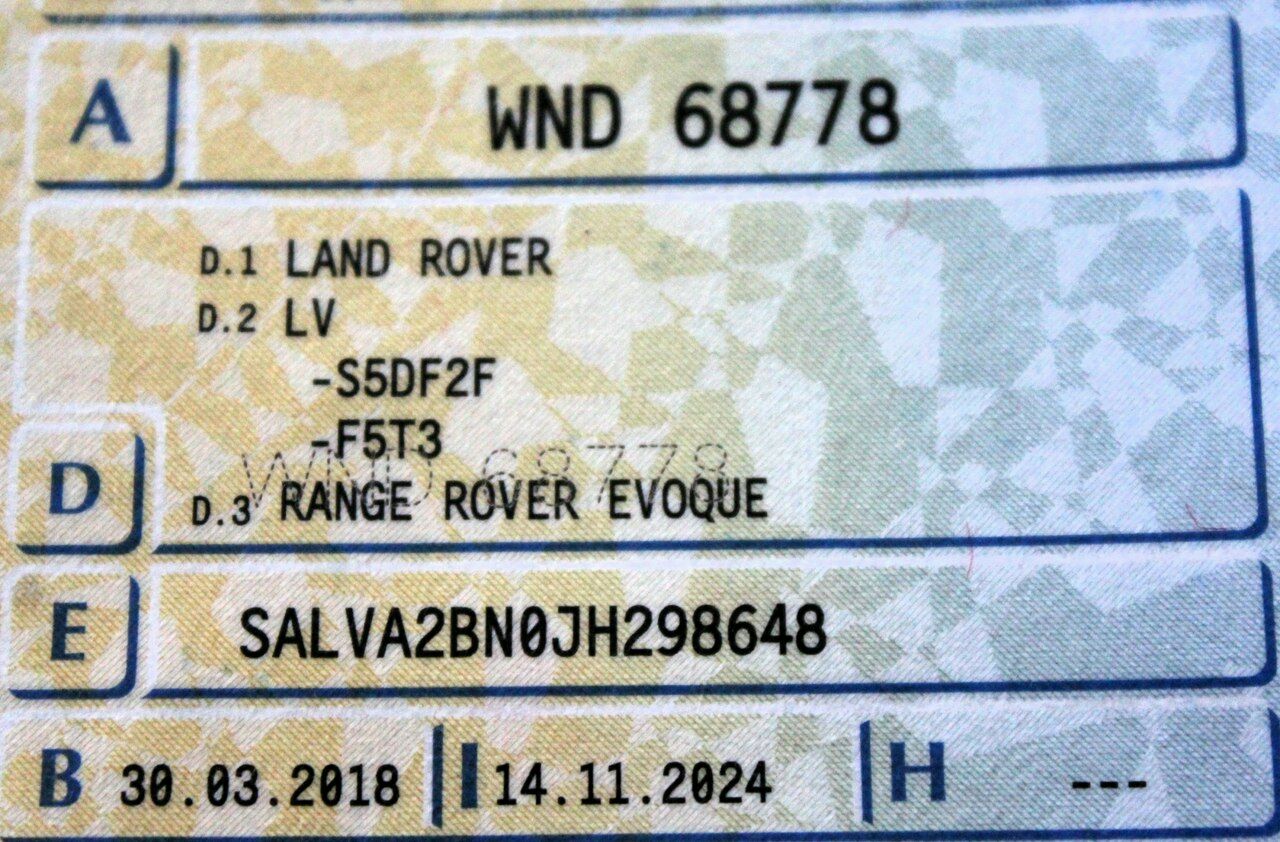 A WND 68778
D.1 LAND ROVER
D.2 LV
-S5DF2F
-F5T3
WND 68778
D D.3 RANGE ROVER EVOQUE
E SALVA2BN0JH298648
B 30.03.2018 I 14.11.2024 H ---